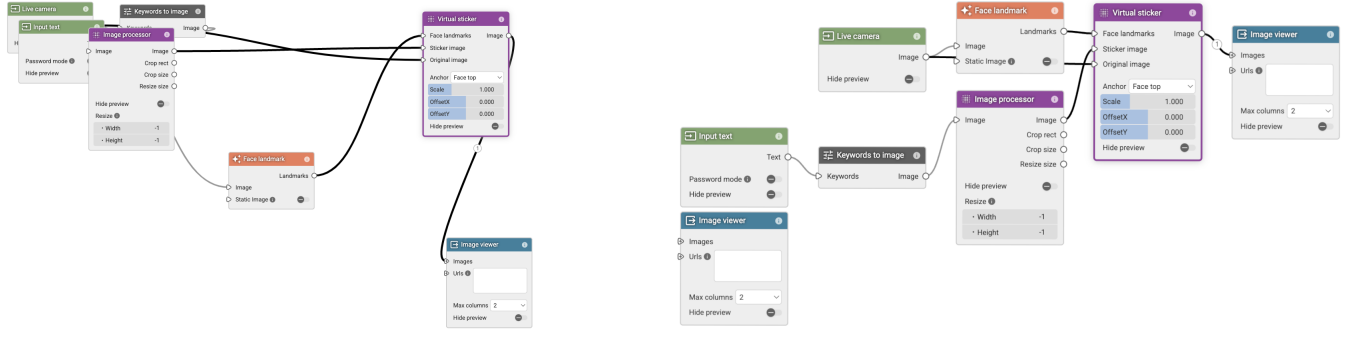 Live camera
Input text
Password mode
Hide preview
Keywords to image
Image
Image processor
Image
Image
Crop rect
Crop size
Resize size
Hide preview
Resize
Width -1
Height -1
Face landmark
Landmarks
Image
Static Image
Virtual sticker
Face landmarks Image
Sticker image
Original image
Anchor Face top
Scale 1.000
OffsetX 0.000
OffsetY 0.000
Hide preview
1
Image viewer
Images
Urls
Max columns 2
Hide preview
Live camera
Image
Hide preview
Input text
Text
Password mode
Hide preview
Image viewer
Images
Urls
Max columns 2
Hide preview
Keywords to image
Keywords Image
Face landmark
Landmarks
Image
Static Image
Image processor
Image Image
Crop rect
Crop size
Resize size
Hide preview
Resize
Width -1
Height -1
Virtual sticker
Face landmarks Image
Sticker image
Original image
Anchor Face top
Scale 1.000
OffsetX 0.000
OffsetY 0.000
Hide preview
1
Image viewer
Images
Urls
Max columns 2
Hide preview